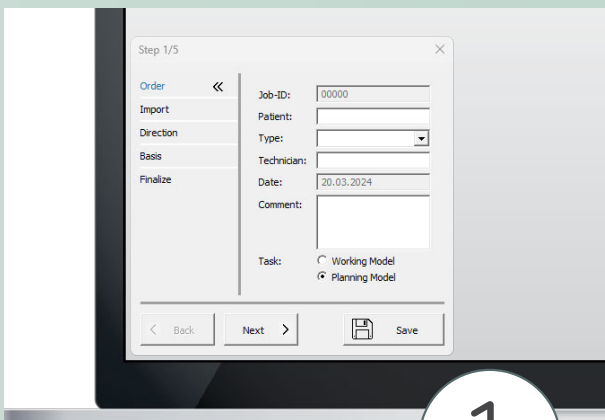 Step 1/5
Order
Import
Direction
Basis
Finalize
Job-ID: 00000
Patient:
Type:
Technician:
Date: 20.03.2024
Comment:
Task: Working Model
Planning Model
Back
Next
Save
1